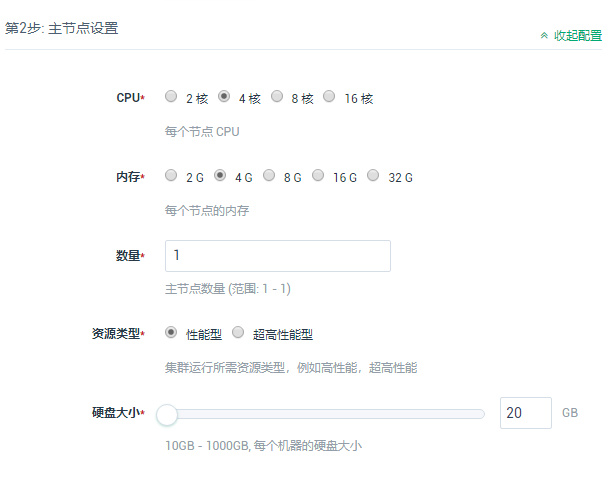 第2步: 主节点设置
收起配置
CPU* 2 核 4 核 8 核 16 核
每个节点 CPU
内存* 2 G 4 G 8 G 16 G 32 G
每个节点的内存
数量* 1
主节点数量 (范围: 1 - 1)
资源类型* 性能型 超高性能型
集群运行所需资源类型，例如高性能，超高性能
硬盘大小* 20 GB
10GB - 1000GB, 每个机器的硬盘大小